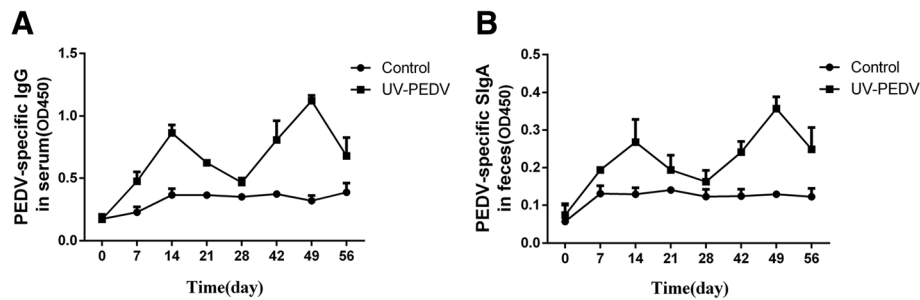 A
PEDV-specific IgG
in serum(OD450)
1.5
1.0
0.5
0.0
0 7 14 21 28 42 49 56
Time(day)
Control
UV-PEDV
B
PEDV-specific SIgA
in feces(OD450)
0.5
0.4
0.3
0.2
0.1
0.0
0 7 14 21 28 42 49 56
Time(day)
Control
UV-PEDV